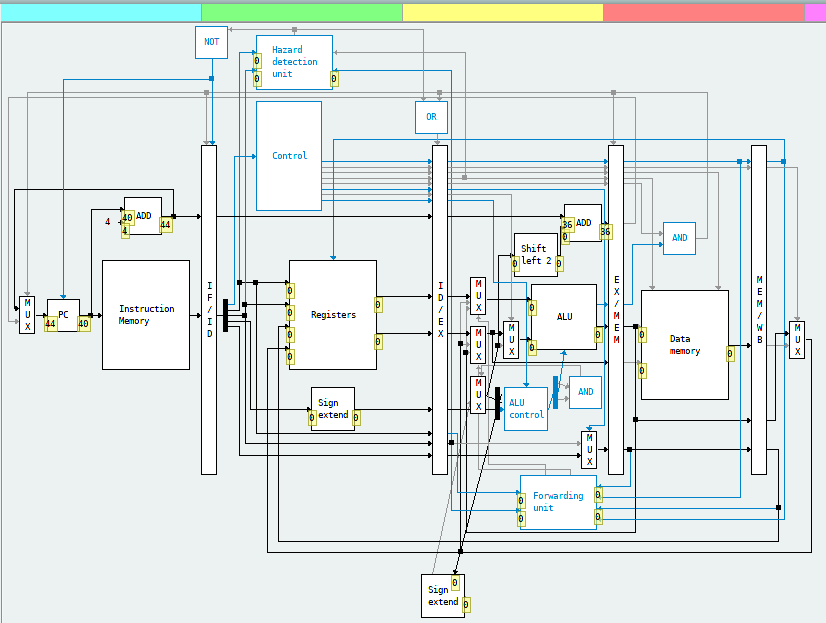 NOT
Hazard
detection
unit
0
0
0
OR
Control
4
40
4
ADD
44
36
0
ADD
36
AND
Shift
left 2
0
0
M
U
X
PC
44
40
Instruction
Memory
I
F
/
I
D
Registers
0
0
0
0
0
0
I
D
/
E
X
M
U
X
M
U
X
M
U
X
M
U
X
ALU
0
0
0
E
X
/
M
E
M
Data
memory
0
0
0
M
E
M
/
W
B
M
U
X
Sign
extend
0
0
ALU
control
AND
M
U
X
Forwarding
unit
0
0
0
0
Sign
extend
0
0